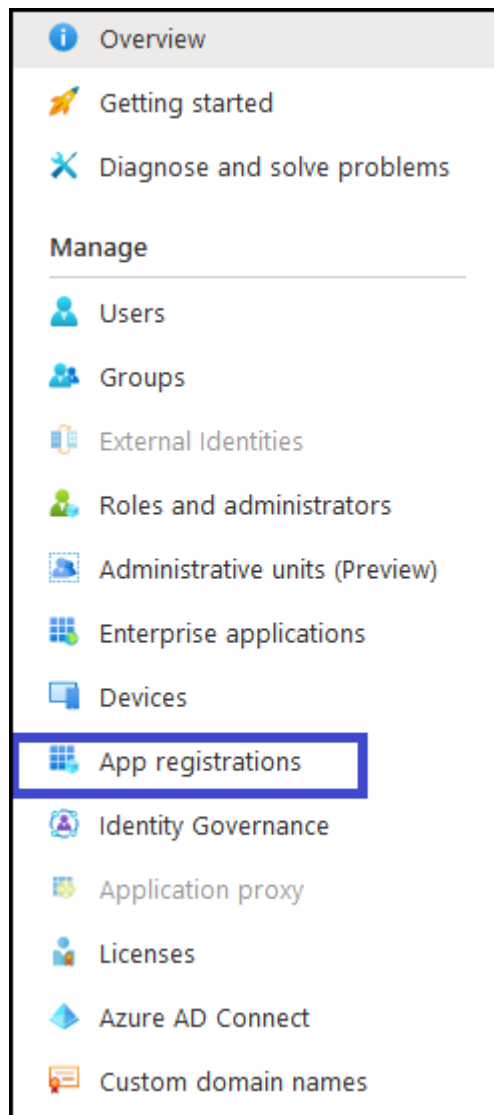 Overview
Getting started
Diagnose and solve problems
Manage
Users
Groups
External Identities
Roles and administrators
Administrative units (Preview)
Enterprise applications
Devices
App registrations
Identity Governance
Application proxy
Licenses
Azure AD Connect
Custom domain names